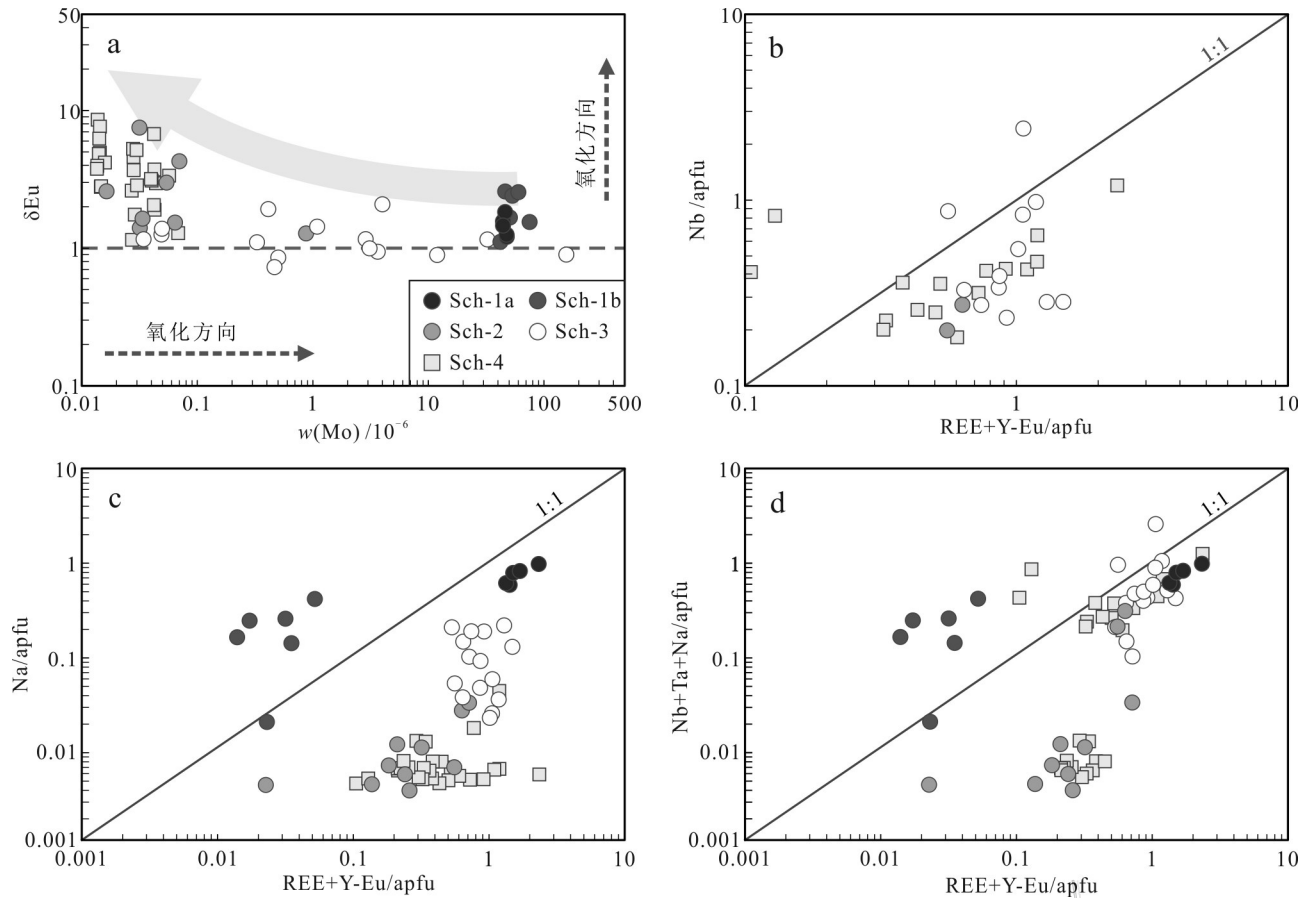 a
50
10
1
0.1
δEu
氧化方向
氧化方向
Sch-1a
Sch-1b
Sch-2
Sch-3
Sch-4
0.01
0.1
1
10
100
500
w(Mo) /10⁻⁶
b
1:1
10
1
0.1
Nb /apfu
0.1
1
10
REE+Y-Eu/apfu
c
1:1
10
1
0.1
0.01
0.001
Na/apfu
0.001
0.01
0.1
1
10
REE+Y-Eu/apfu
d
1:1
10
1
0.1
0.01
0.001
Nb+Ta+Na/apfu
0.001
0.01
0.1
1
10
REE+Y-Eu/apfu